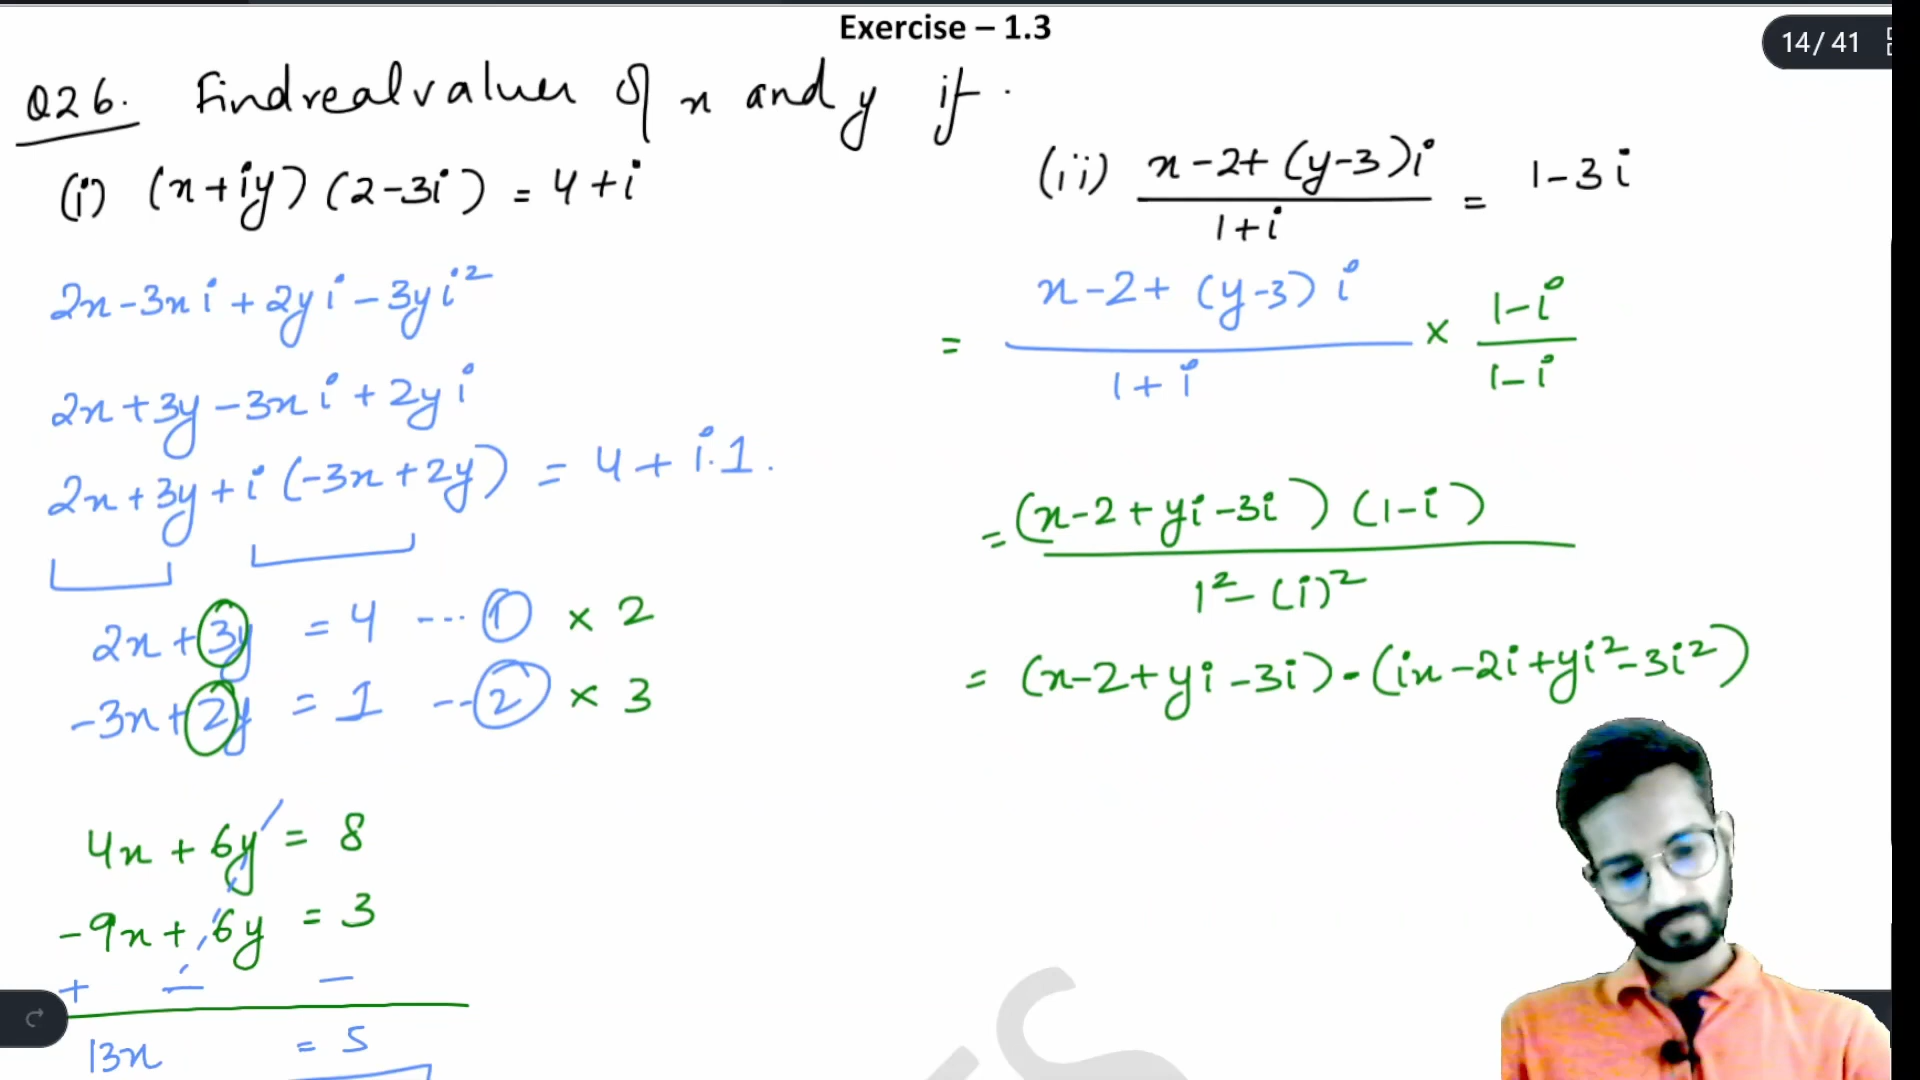 Exercise – 1.3
14 / 41
Q26. Find real values of x and y if.
(i) (x+iy) (2-3i) = 4+i
2x-3xi+2yi-3yi²
2x+3y-3xi+2yi
2x+3y+i(-3x+2y) = 4+i.1.
2x+3y = 4 ---① × 2
-3x+2y = 1 --② × 3
4x + 6y = 8
-9x + 6y = 3
+ - -
13x = 5
(ii) x-2+(y-3)i = 1-3i
1+i
= x-2+ (y-3) i × 1-i
1+i 1-i
= (x-2+yi-3i) (1-i)
1² - (i)²
= (x-2+yi-3i)-(ix-2i+yi²-3i²)